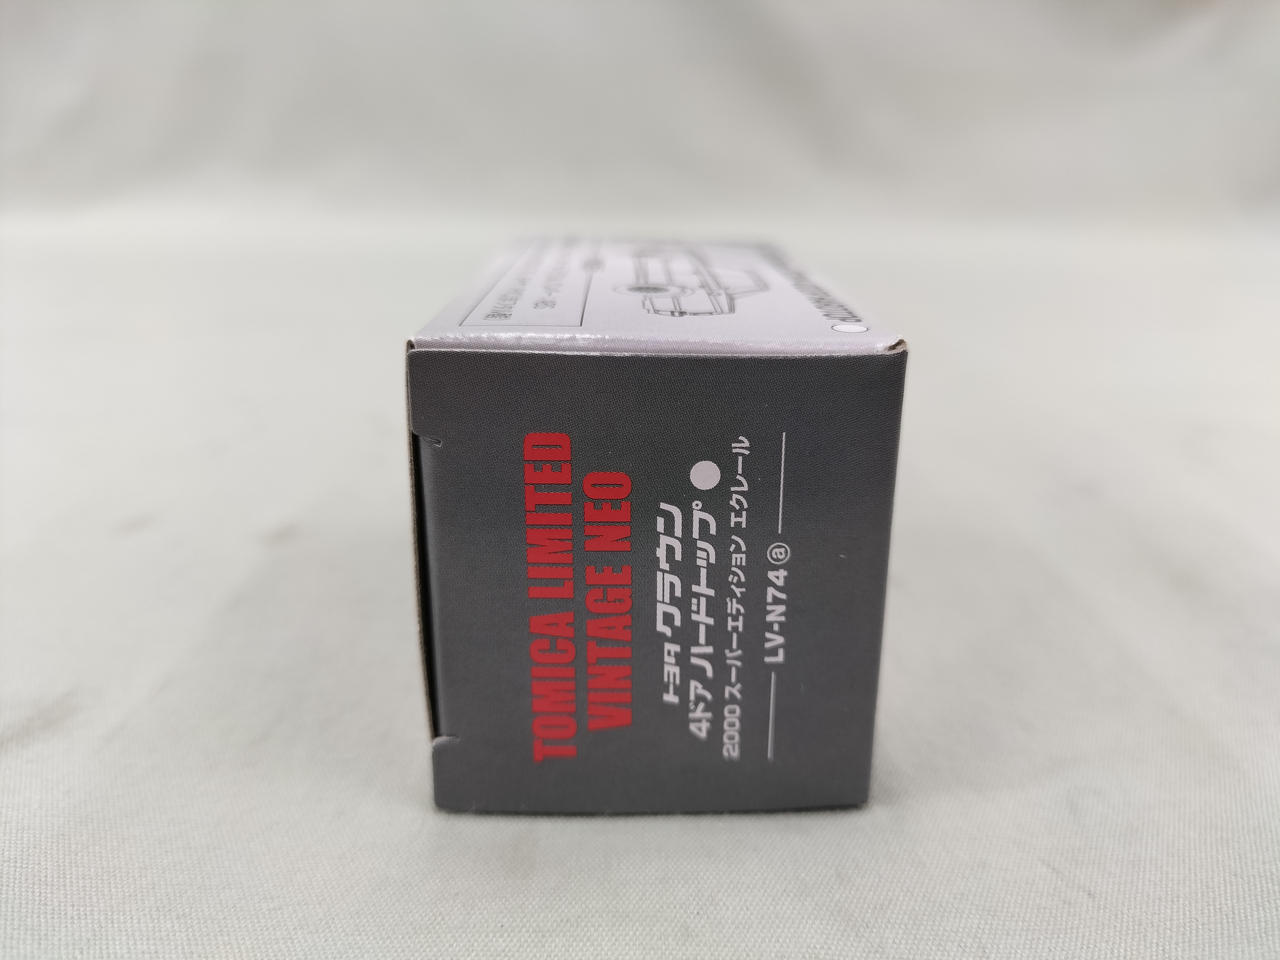 TOMICA LIMITED
VINTAGE NEO
トヨタ クラウン
4ドア ハードトップ
2000 スーパーエディション エクレール
LV-N74 ⓐ